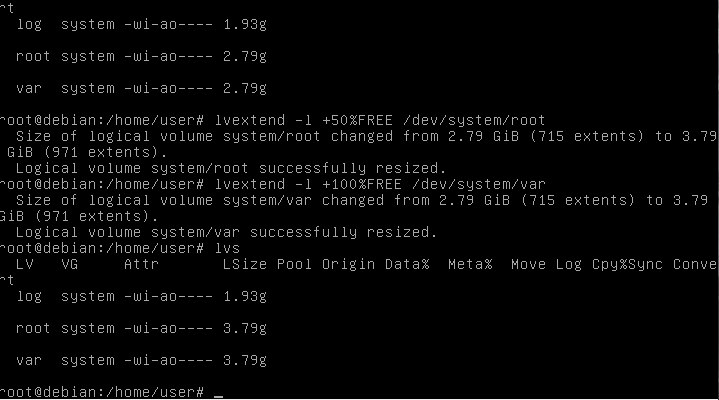 rt
log system -wi-ao---- 1.93g
root system -wi-ao---- 2.79g
var system -wi-ao---- 2.79g
root@debian:/home/user# lvextend -l +50%FREE /dev/system/root
Size of logical volume system/root changed from 2.79 GiB (715 extents) to 3.79
GiB (971 extents).
Logical volume system/root successfully resized.
root@debian:/home/user# lvextend -l +100%FREE /dev/system/var
Size of logical volume system/var changed from 2.79 GiB (715 extents) to 3.79
GiB (971 extents).
Logical volume system/var successfully resized.
root@debian:/home/user# lvs
LV VG Attr LSize Pool Origin Data% Meta% Move Log Cpy%Sync Conve
rt
log system -wi-ao---- 1.93g
root system -wi-ao---- 3.79g
var system -wi-ao---- 3.79g
root@debian:/home/user# _